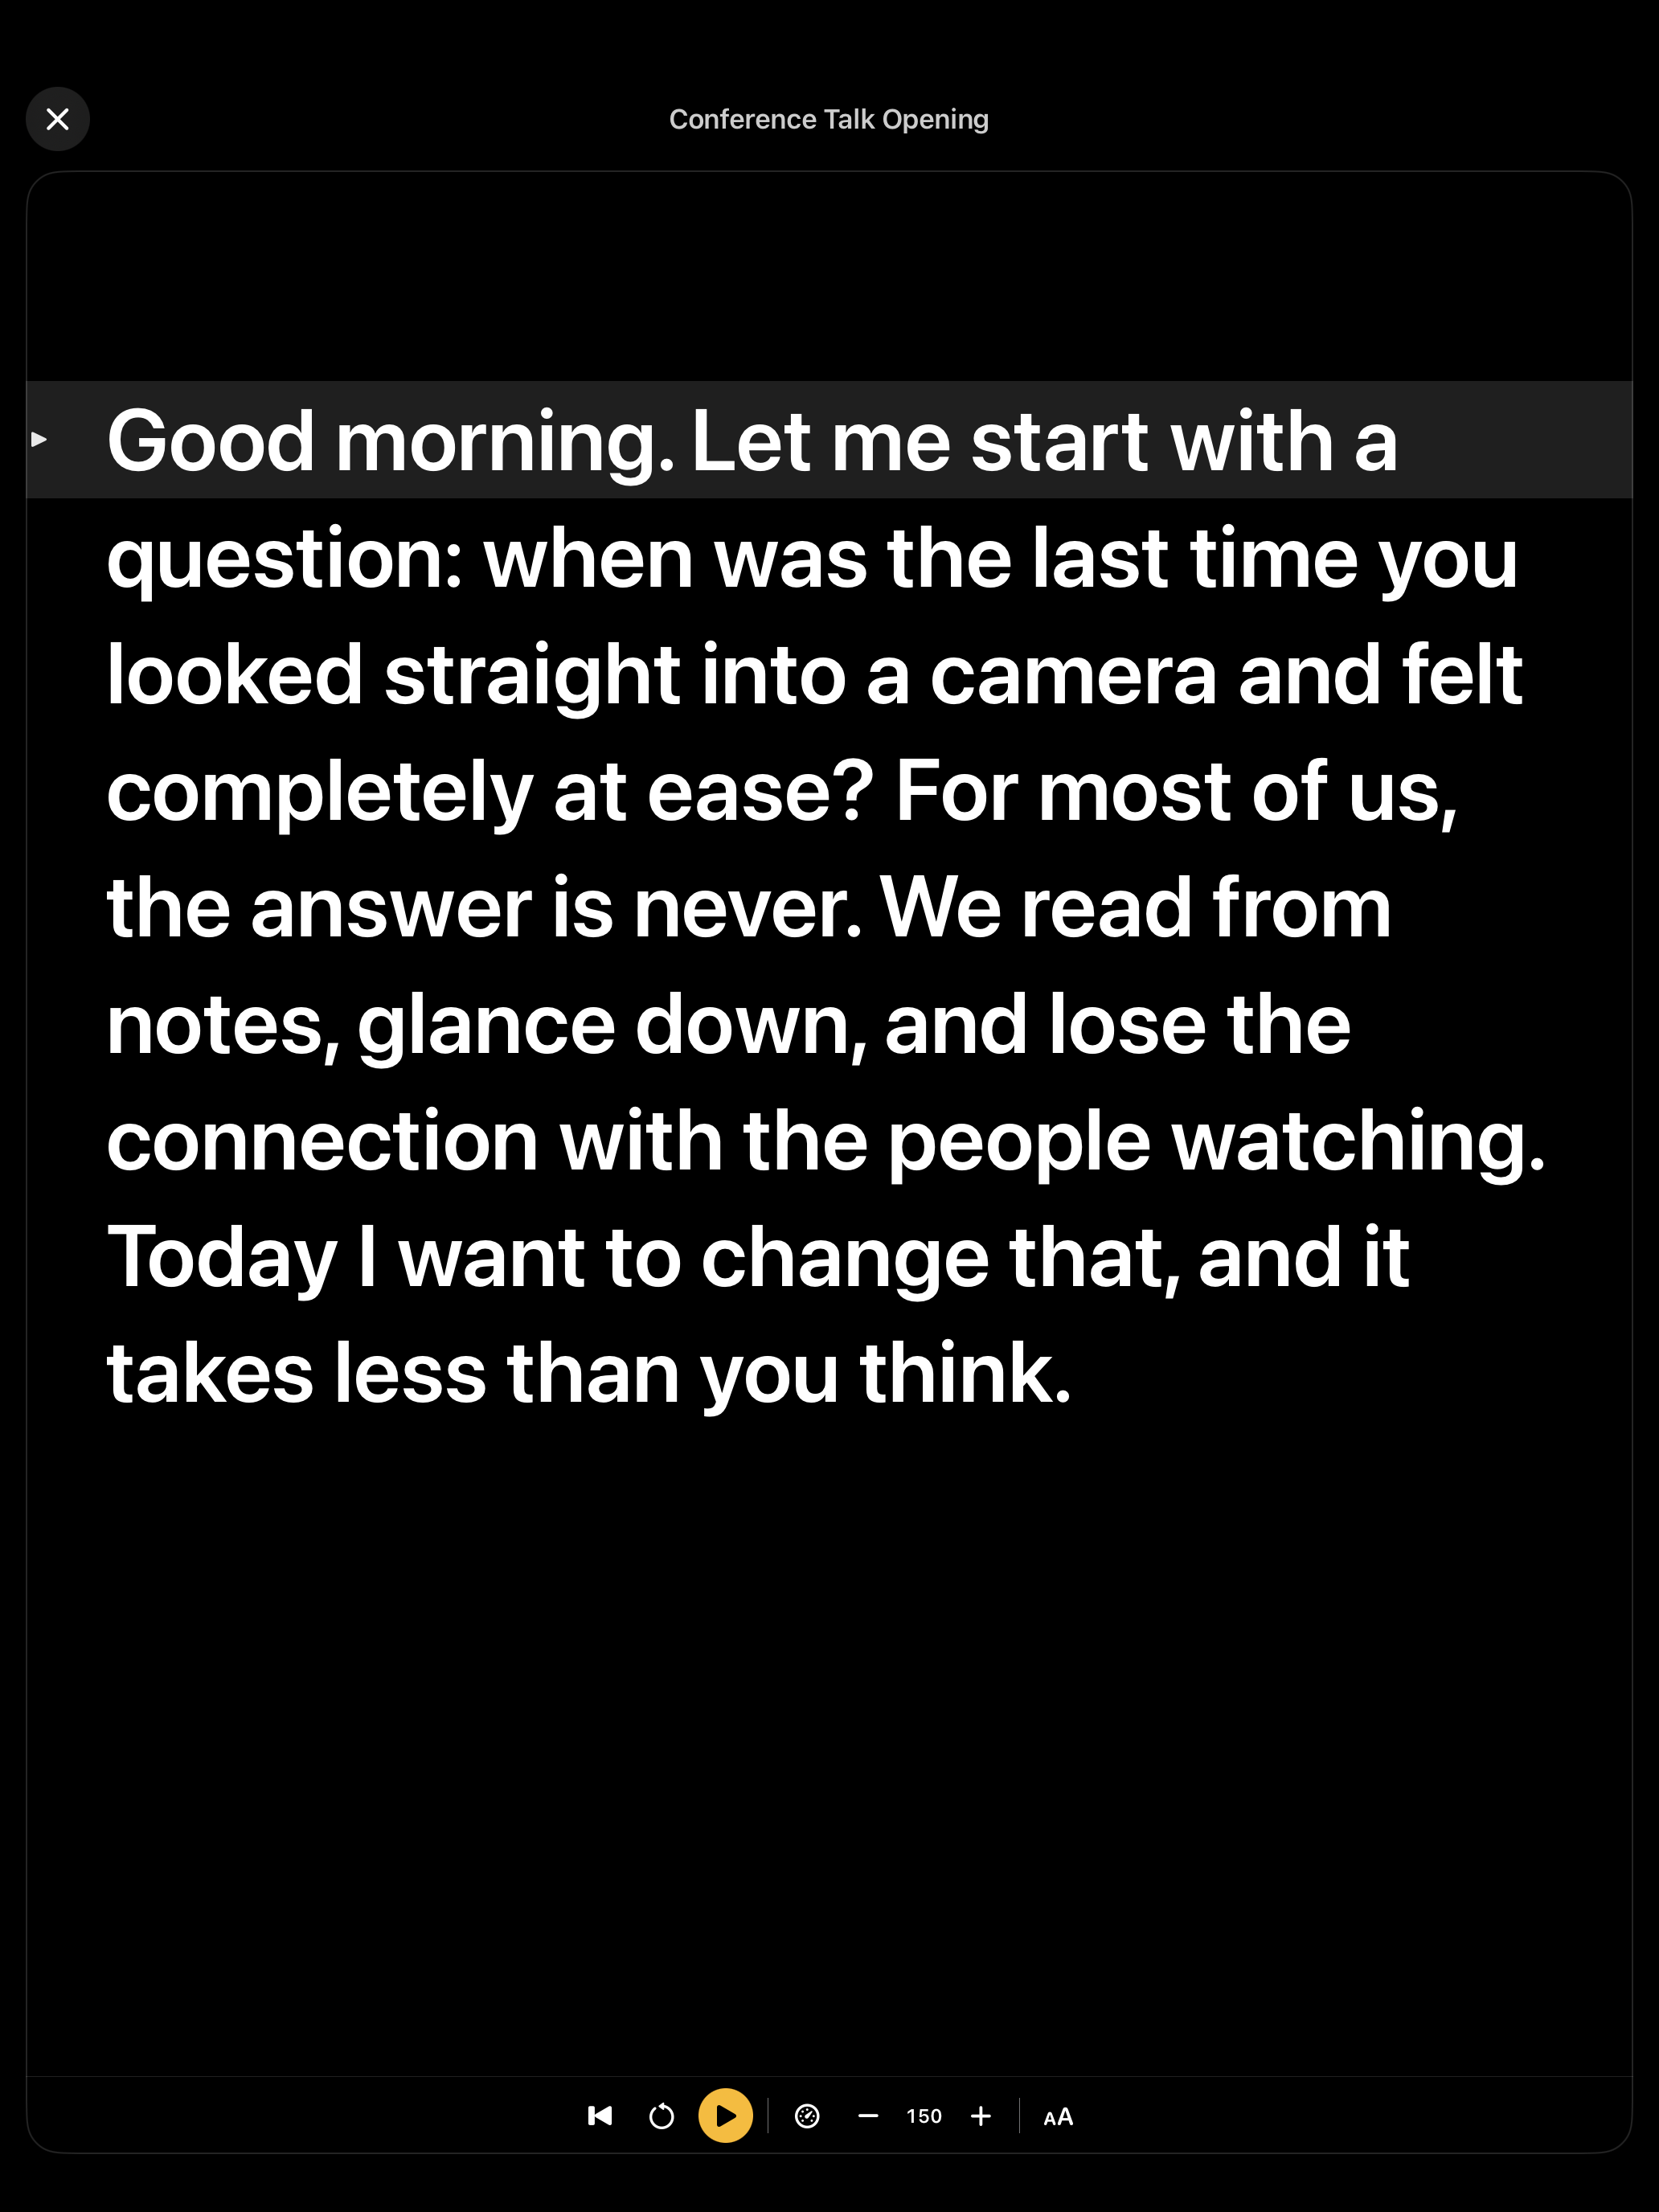 Conference Talk Opening
Good morning. Let me start with a
question: when was the last time you
looked straight into a camera and felt
completely at ease? For most of us,
the answer is never. We read from
notes, glance down, and lose the
connection with the people watching.
Today I want to change that, and it
takes less than you think.
150
AA